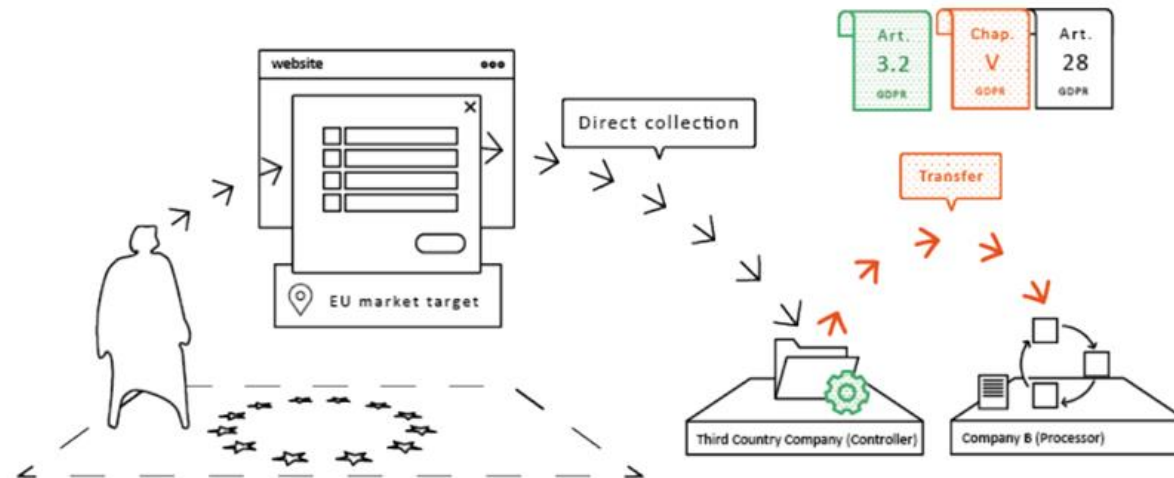 Art.
3.2
GDPR
Chap.
V
GDPR
Art.
28
GDPR
website
Direct collection
Transfer
EU market target
Third Country Company (Controller)
Company B (Processor)